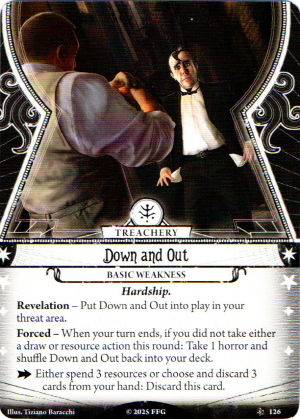 TREACHERY
Down and Out
BASIC WEAKNESS
Hardship.
Revelation – Put Down and Out into play in your
threat area.
Forced – When your turn ends, if you did not take either
a draw or resource action this round: Take 1 horror and
shuffle Down and Out back into your deck.
Either spend 3 resources or choose and discard 3
cards from your hand: Discard this card.
Illus. Tiziano Baracchi © 2025 FFG 126